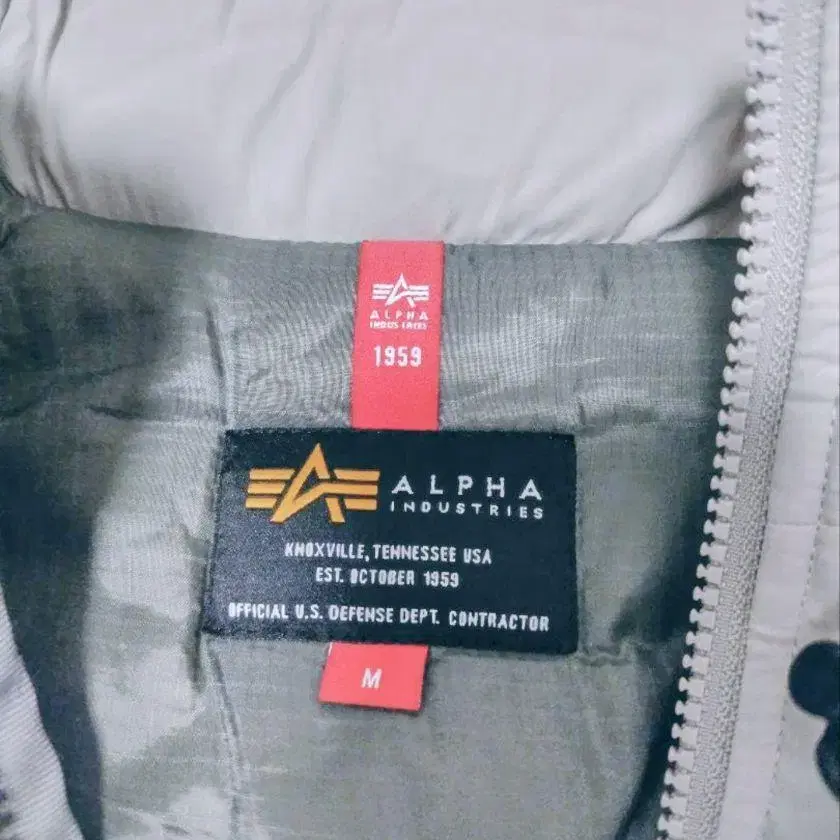 ALPHA
INDUSTRIES
1959
ALPHA
INDUSTRIES
KNOXVILLE, TENNESSEE USA
EST. OCTOBER 1959
OFFICIAL U.S. DEFENSE DEPT. CONTRACTOR
M